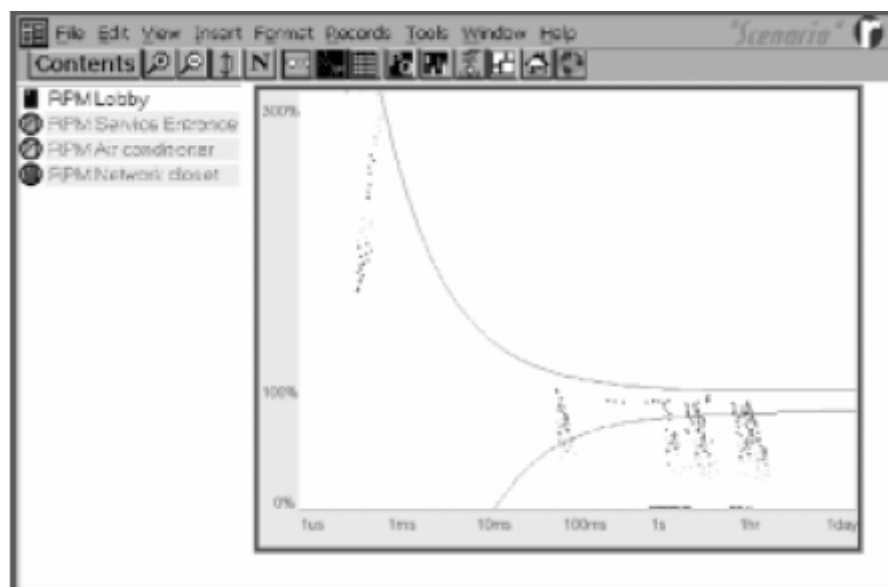 File Edit View Insert Format Records Tools Window Help
"Scenario"
Contents N
RPM Lobby
RPM Service Entrance
RPM Air conditioner
RPM Network closet
300%
100%
0%
1us 1ms 10ms 100ms 1s 1hr 1day